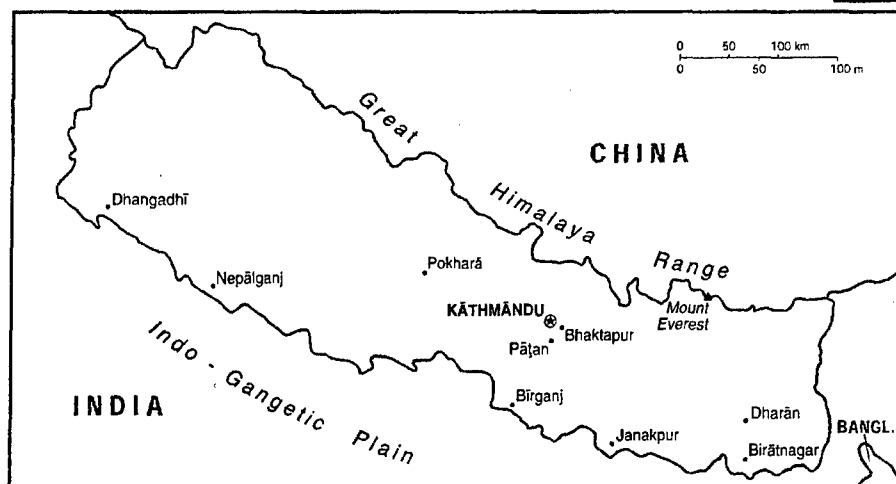 0 50 100 km
0 50 100 m
Great
Himalaya
Range
CHINA
Dhangadhī
Nepālganj
Pokharā
KĀTHMĀNDU
Bhaktapur
Pāṭan
Mount
Everest
Indo - Gangetic Plain
INDIA
Bīrganj
Janakpur
Dharān
Birātnagar
BANGL.